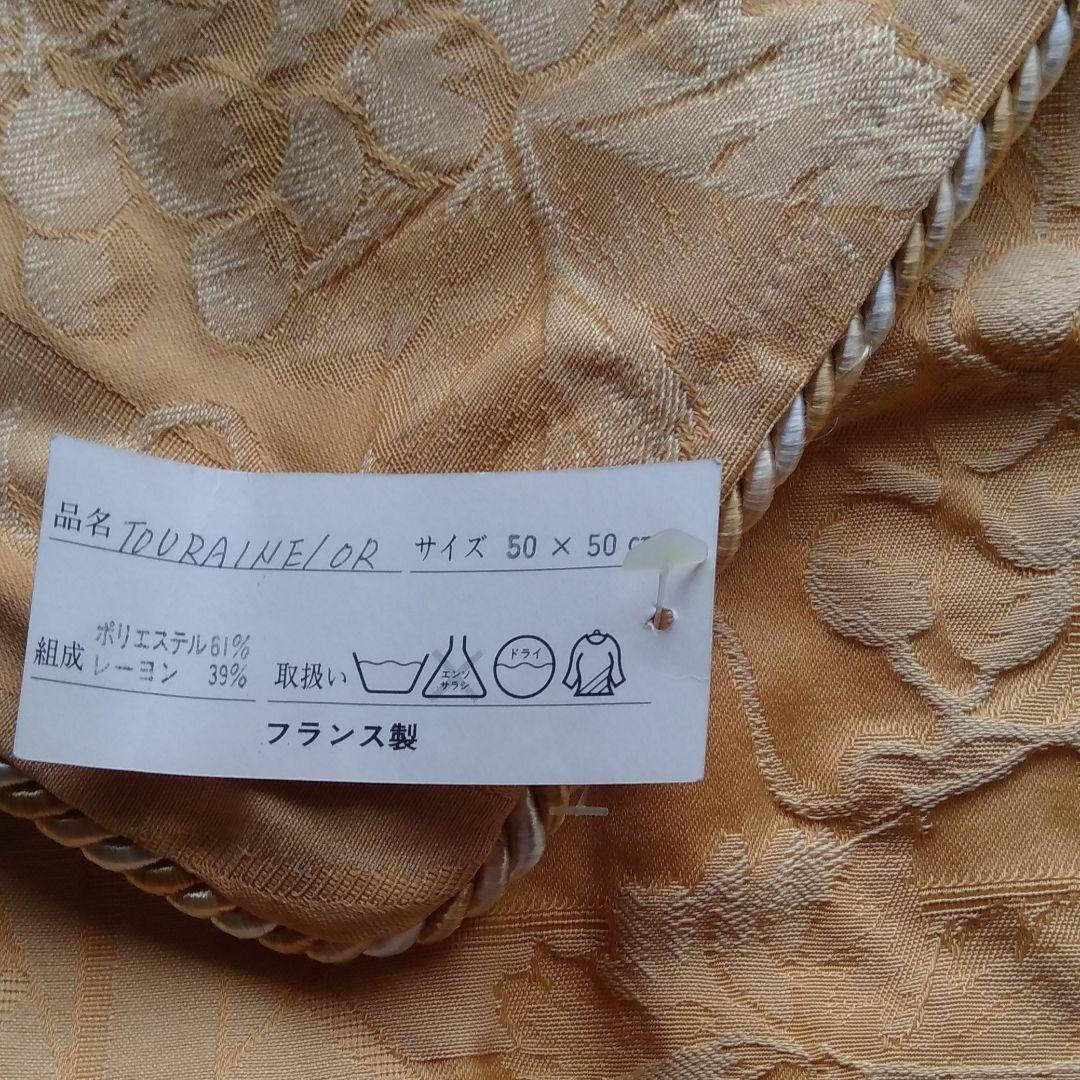 品名 TOURAINE/OR サイズ 50 × 50 c
組成 ポリエステル61%
レーヨン 39%
取扱い エンソサラシ ドライ
フランス製